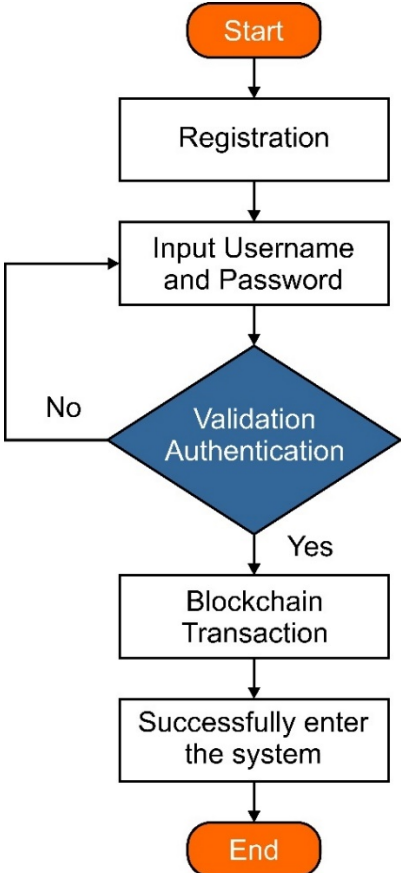 Start
Registration
Input Username
and Password
No
Validation
Authentication
Yes
Blockchain
Transaction
Successfully enter
the system
End